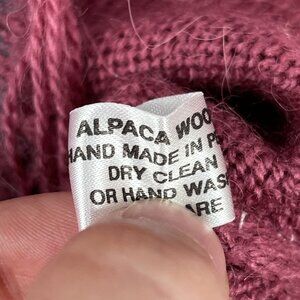 ALPACA WOO
HAND MADE IN P
DRY CLEAN
OR HAND WAS
ARE